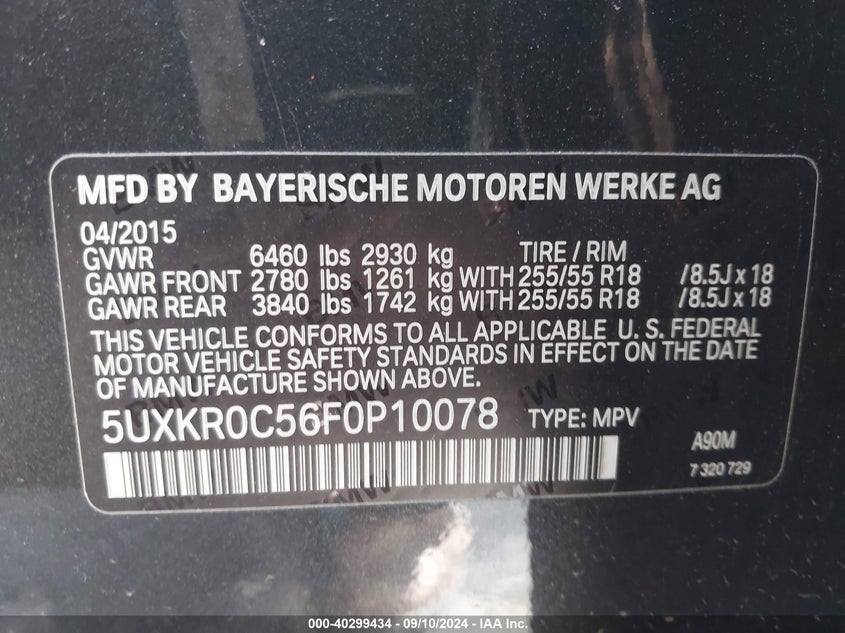 MFD BY BAYERISCHE MOTOREN WERKE AG
04/2015
GVWR 6460 lbs 2930 kg TIRE / RIM
GAWR FRONT 2780 lbs 1261 kg WITH 255/55 R18 /8.5J x 18
GAWR REAR 3840 lbs 1742 kg WITH 255/55 R18 /8.5J x 18
THIS VEHICLE CONFORMS TO ALL APPLICABLE U. S. FEDERAL
MOTOR VEHICLE SAFETY STANDARDS IN EFFECT ON THE DATE
OF MANUFACTURE SHOWN ABOVE.
5UXKR0C56F0P10078 TYPE: MPV
A90M
7 320 729
BMW
000-40299434 - 09/10/2024 - IAA Inc.